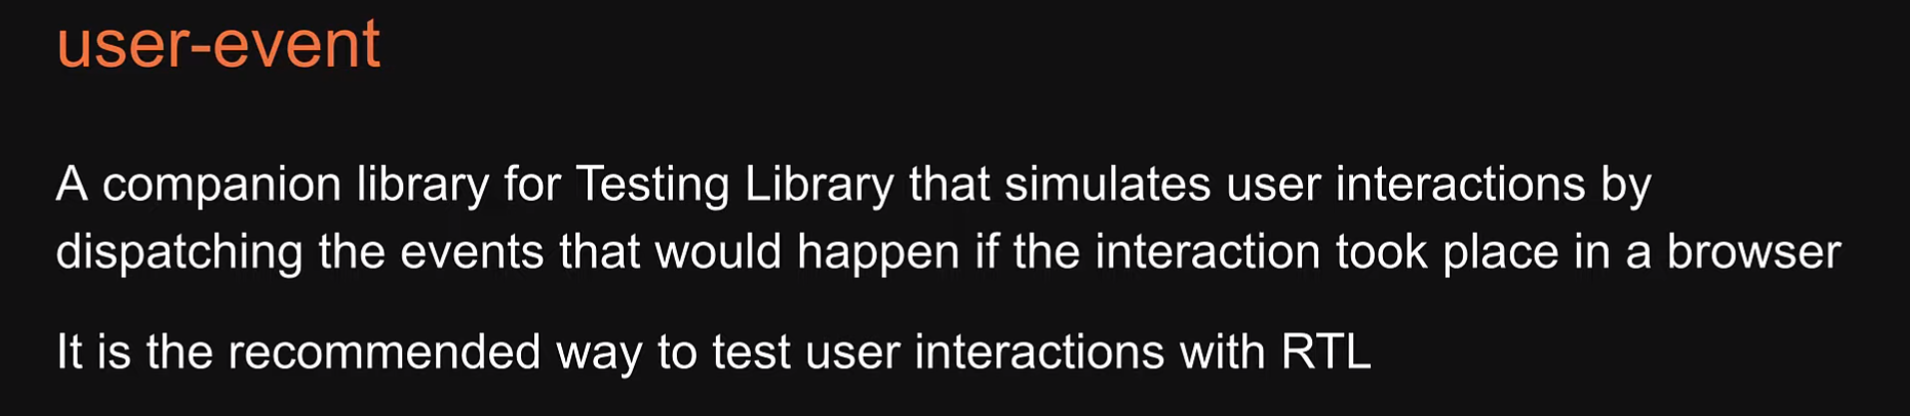 user-event
A companion library for Testing Library that simulates user interactions by
dispatching the events that would happen if the interaction took place in a browser
It is the recommended way to test user interactions with RTL